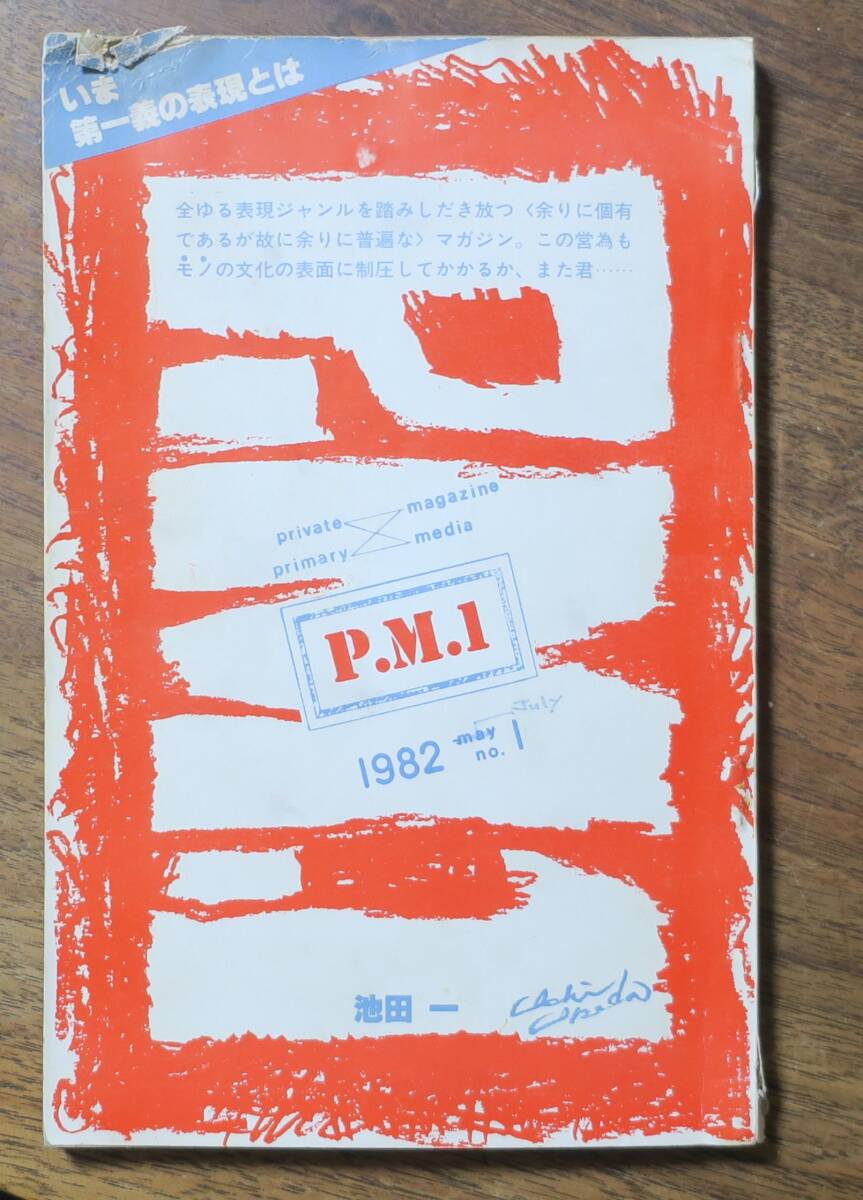 いま
第一義の表現とは
全ゆる表現ジャンルを踏みしだき放つ〈余りに個有
であるが故に余りに普遍な〉マガジン。この営為も
モノの文化の表面に制圧してかかるか、また君……
private magazine
primary media
P.M.1
1982 may July
no. 1
池田 一